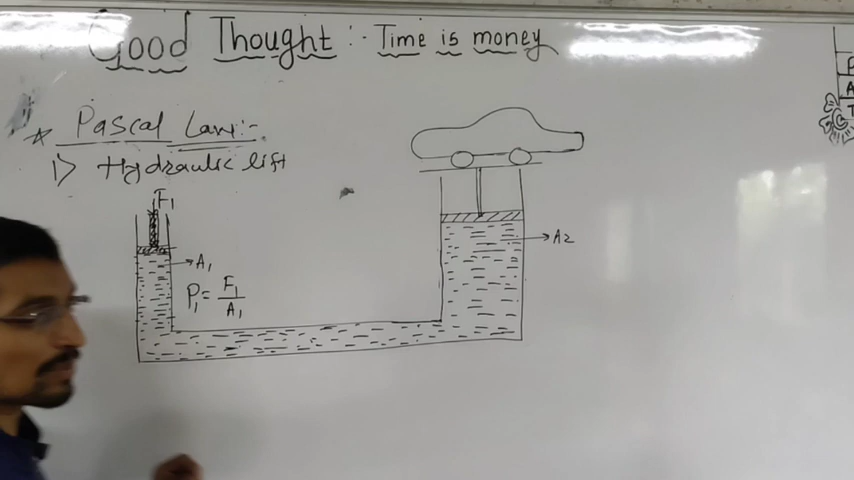 Good Thought :- Time is money
Pascal Law:-
1) Hydraulic lift
F1
A1
P1 = F1/A1
A2
P
A
T